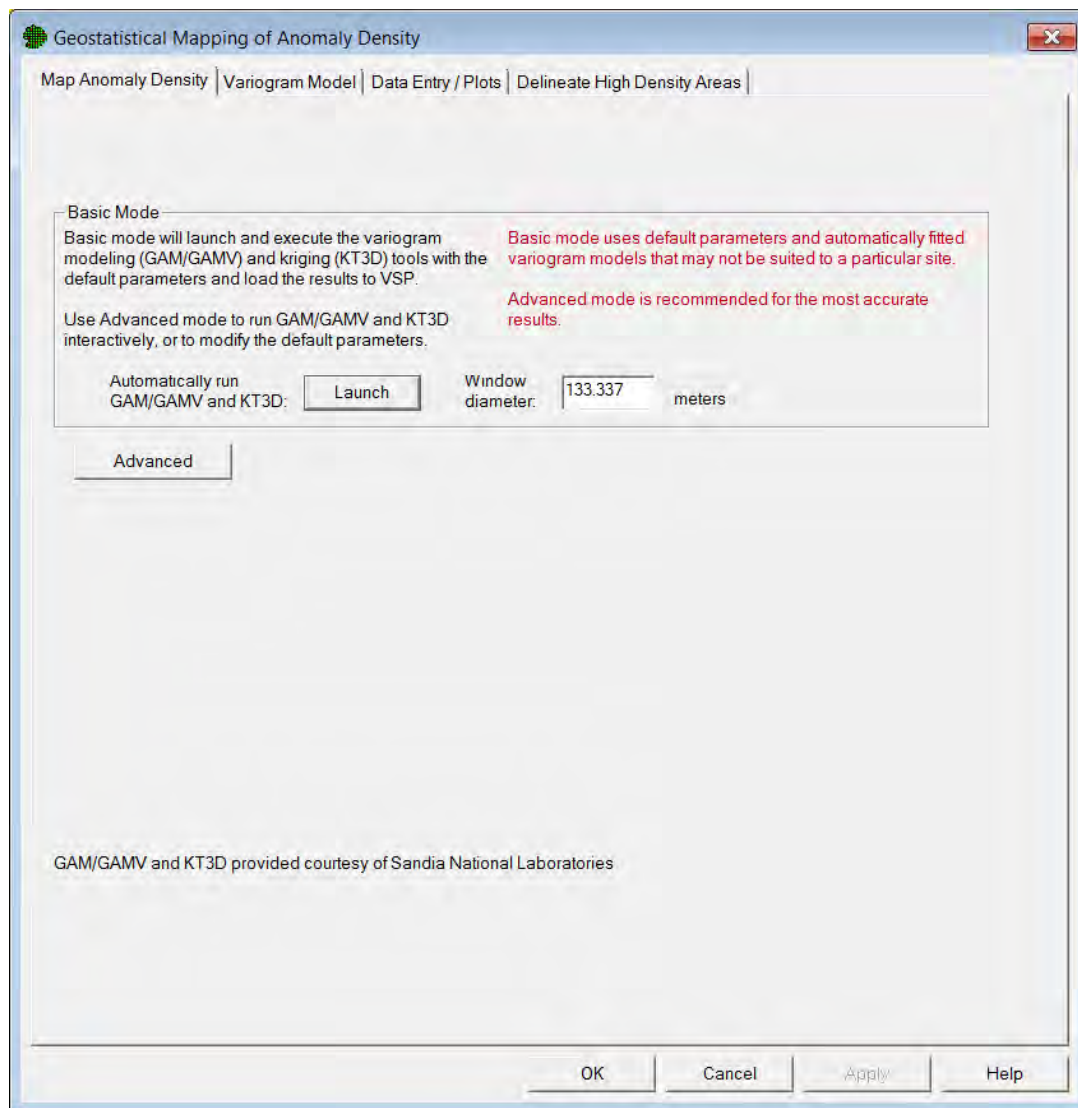 Geostatistical Mapping of Anomaly Density
Map Anomaly Density Variogram Model Data Entry / Plots Delineate High Density Areas
Basic Mode
Basic mode will launch and execute the variogram
modeling (GAM/GAMV) and kriging (KT3D) tools with the
default parameters and load the results to VSP.
Use Advanced mode to run GAM/GAMV and KT3D
interactively, or to modify the default parameters.
Basic mode uses default parameters and automatically fitted
variogram models that may not be suited to a particular site.
Advanced mode is recommended for the most accurate
results.
Automatically run
GAM/GAMV and KT3D:
Launch
Window
diameter:
133.337
meters
Advanced
GAM/GAMV and KT3D provided courtesy of Sandia National Laboratories
OK Cancel Apply Help